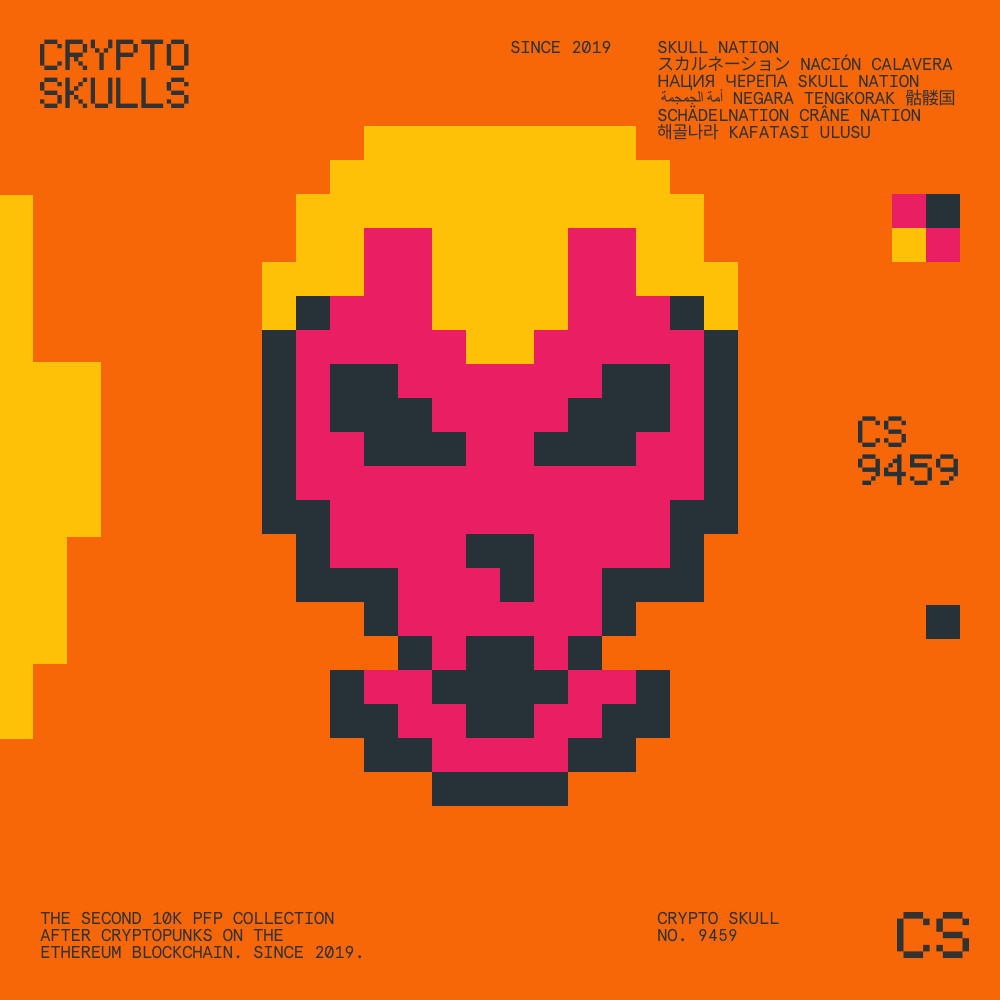 CRYPTO
SKULLS
SINCE 2019
SKULL NATION
スカルネーション NACIÓN CALAVERA
НАЦИЯ ЧЕРЕПА SKULL NATION
أمة الجمجمة NEGARA TENGKORAK 骷髅国
SCHÄDELNATION CRÂNE NATION
해골나라 KAFATASI ULUSU
CS
9459
THE SECOND 10K PFP COLLECTION
AFTER CRYPTOPUNKS ON THE
ETHEREUM BLOCKCHAIN. SINCE 2019.
CRYPTO SKULL
NO. 9459
CS